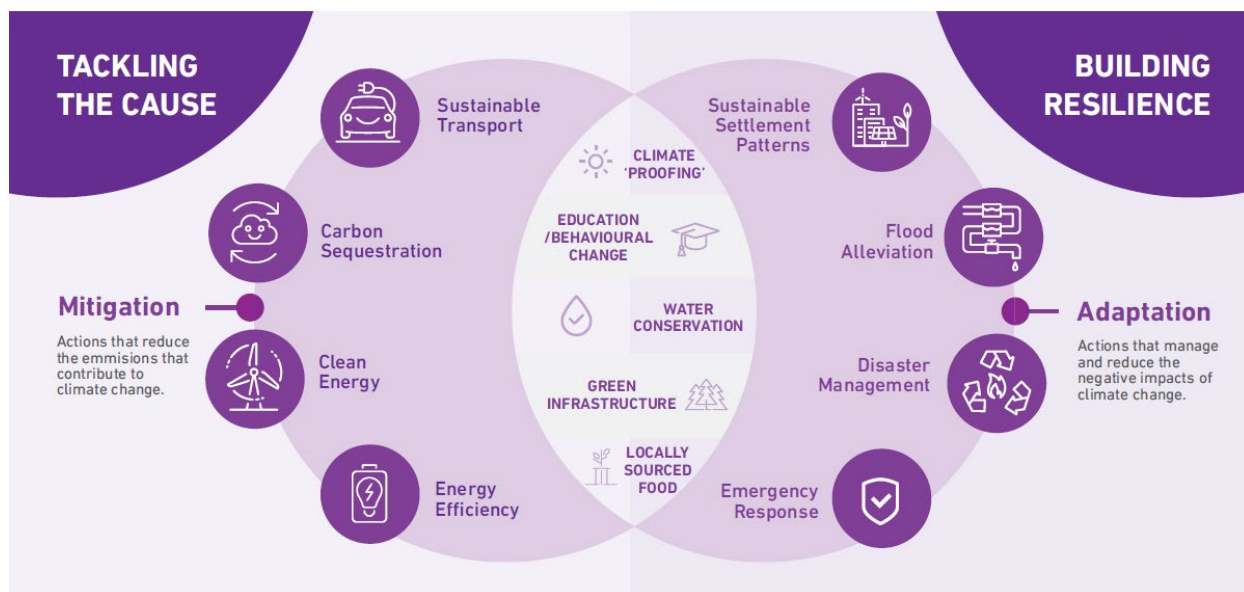 TACKLING
THE CAUSE
Sustainable
Transport
Carbon
Sequestration
Mitigation
Actions that reduce
the emmisions that
contribute to
climate change.
Clean
Energy
Energy
Efficiency
CLIMATE
'PROOFING'
EDUCATION
/BEHAVIOURAL
CHANGE
WATER
CONSERVATION
GREEN
INFRASTRUCTURE
LOCALLY
SOURCED
FOOD
BUILDING
RESILIENCE
Sustainable
Settlement
Patterns
Flood
Alleviation
Adaptation
Actions that manage
and reduce the
negative impacts of
climate change.
Disaster
Management
Emergency
Response